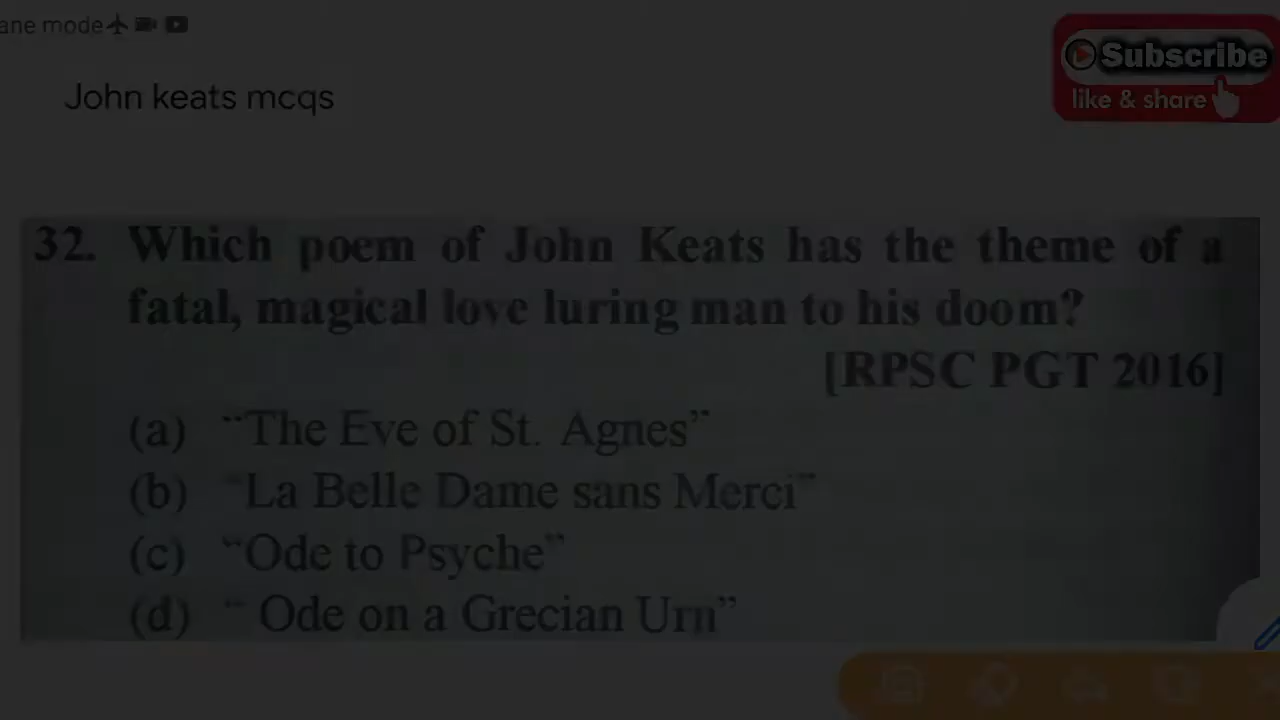 ane mode
Subscribe
like & share
John keats mcqs
32. Which poem of John Keats has the theme of a
fatal, magical love luring man to his doom?
[RPSC PGT 2016]
(a) "The Eve of St. Agnes"
(b) "La Belle Dame sans Merci"
(c) "Ode to Psyche"
(d) " Ode on a Grecian Urn"